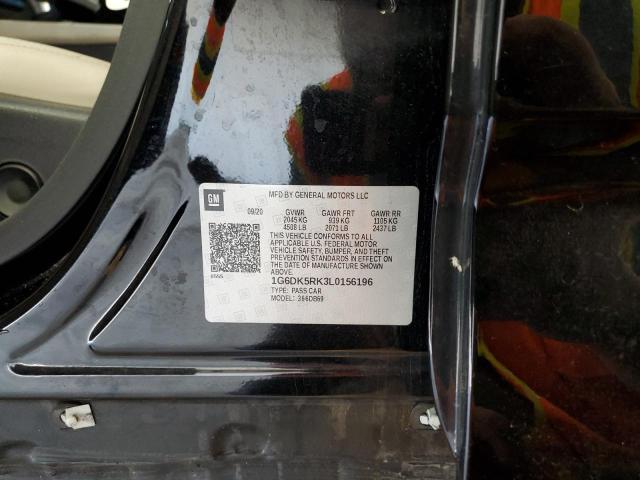 GM
MFD BY GENERAL MOTORS LLC
09/20 GVWR GAWR FRT GAWR RR
2045 KG 939 KG 1105 KG
4508 LB 2071 LB 2437 LB
THIS VEHICLE CONFORMS TO ALL
APPLICABLE U.S. FEDERAL MOTOR
VEHICLE SAFETY, BUMPER, AND THEFT
PREVENTION STANDARDS IN EFFECT ON
THE DATE OF MANUFACTURE SHOWN
ABOVE.
1G6DK5RK3L0156196
TYPE: PASS CAR
MODEL: 366DB69